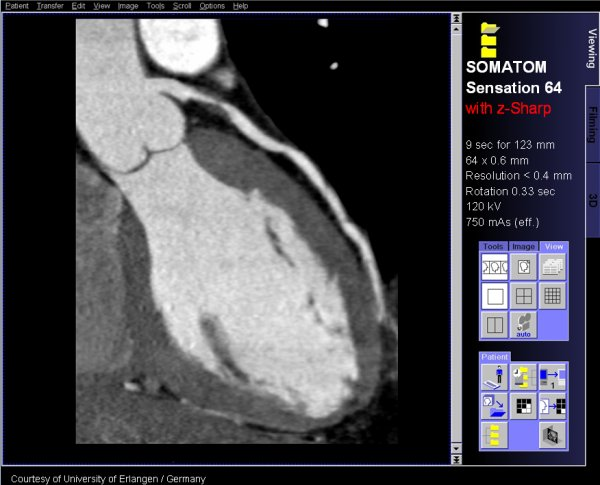 Patient Transfer Edit View Image Tools Scroll Options Help
SOMATOM
Sensation 64
with z-Sharp
9 sec for 123 mm
64 x 0.6 mm
Resolution < 0.4 mm
Rotation 0.33 sec
120 kV
750 mAs (eff.)
Viewing
Filming
3D
Tools Image View
auto
Patient
1
Courtesy of University of Erlangen / Germany